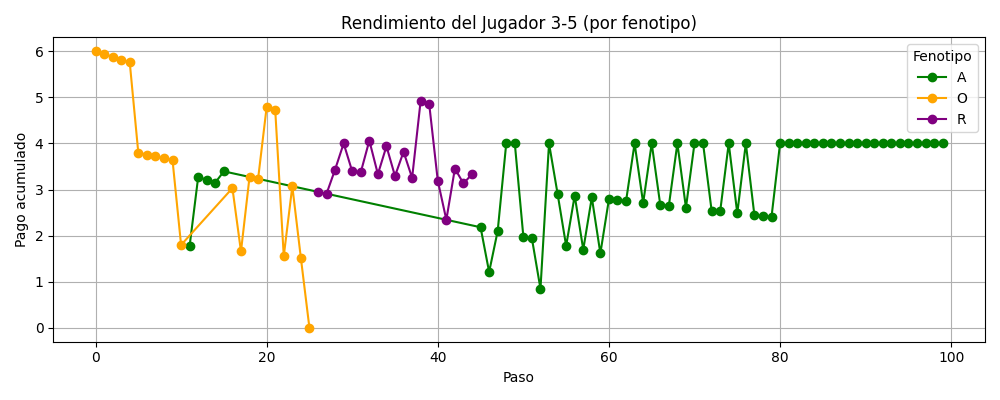 Rendimiento del Jugador 3-5 (por fenotipo)
Pago acumulado
6
5
4
3
2
1
0
0 20 40 60 80 100
Paso
Fenotipo
A
O
R